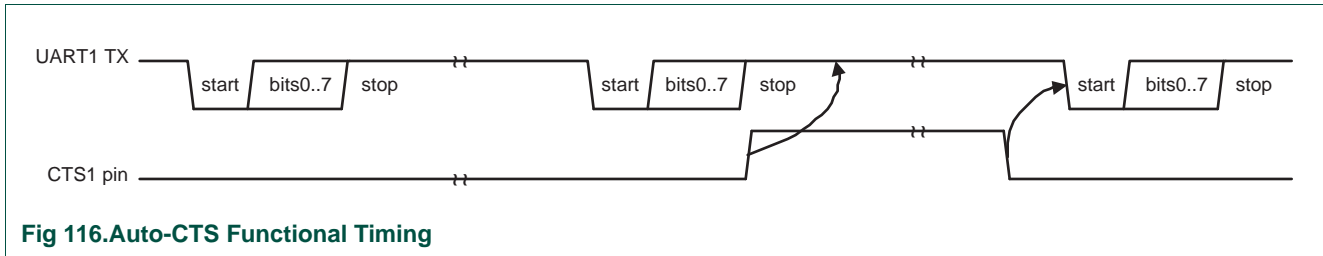 UART1 TX
start bits0..7 stop start bits0..7 stop start bits0..7 stop
CTS1 pin
Fig 116.Auto-CTS Functional Timing